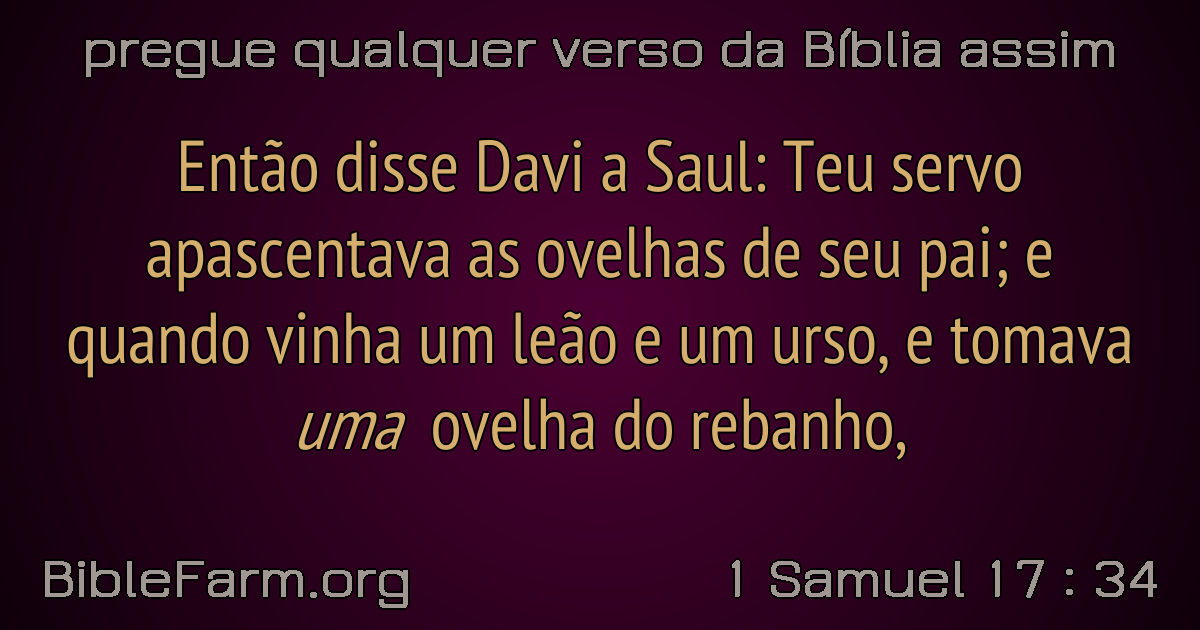 pregue qualquer verso da Bíblia assim
Então disse Davi a Saul: Teu servo
apascentava as ovelhas de seu pai; e
quando vinha um leão e um urso, e tomava
uma ovelha do rebanho,
BibleFarm.org
1 Samuel 17 : 34